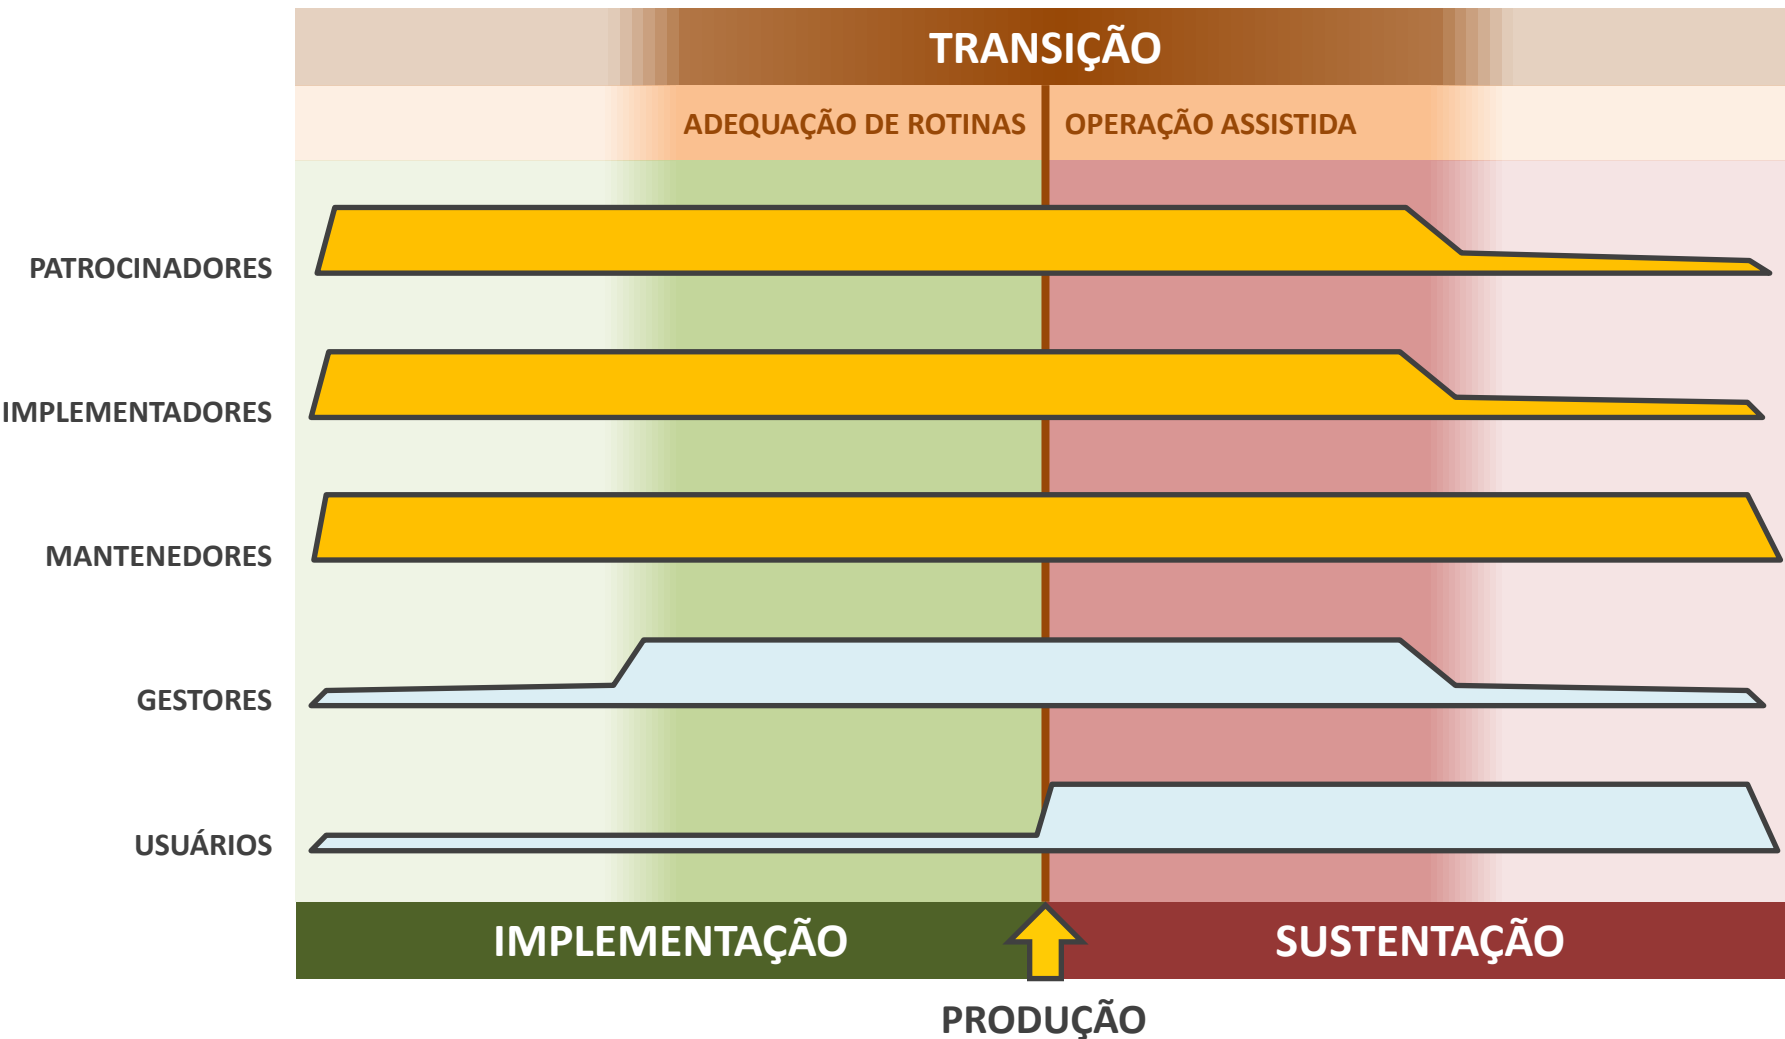 TRANSIÇÃO
ADEQUAÇÃO DE ROTINAS
OPERAÇÃO ASSISTIDA
PATROCINADORES
IMPLEMENTADORES
MANTENEDORES
GESTORES
USUÁRIOS
IMPLEMENTAÇÃO
SUSTENTAÇÃO
PRODUÇÃO